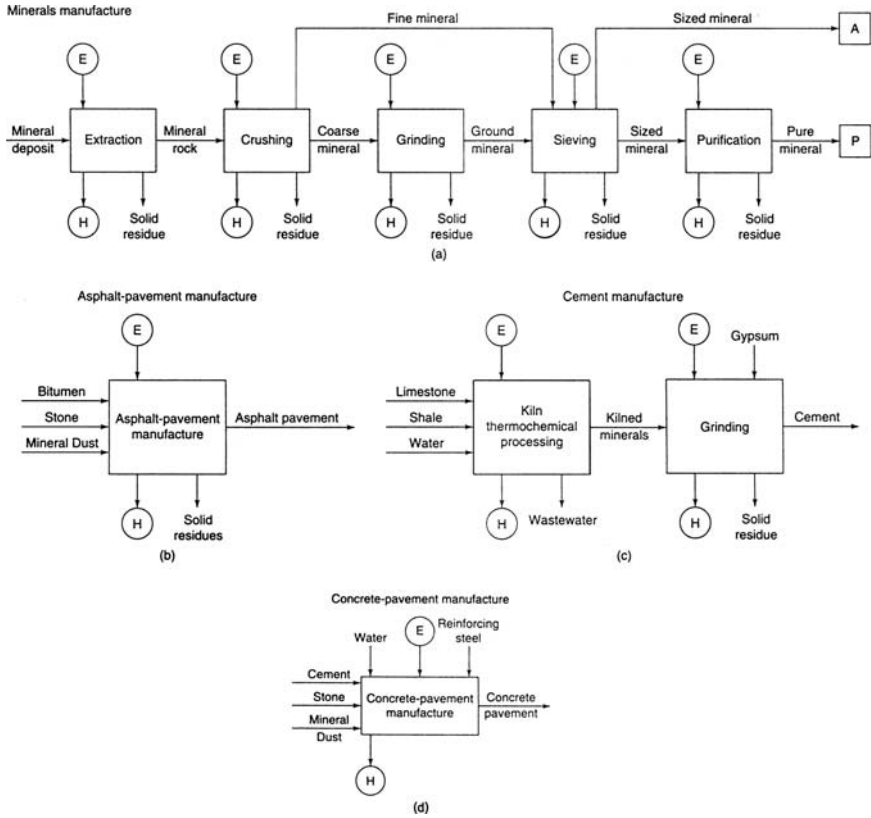 Minerals manufacture
Fine mineral
Sized mineral
A
E
E
E
E
E
Mineral
deposit
Extraction
Mineral
rock
Crushing
Coarse
mineral
Grinding
Ground
mineral
Sieving
Sized
mineral
Purification
Pure
mineral
P
H
Solid
residue
H
Solid
residue
H
Solid
residue
H
Solid
residue
H
Solid
residue
(a)
Asphalt-pavement manufacture
E
Bitumen
Stone
Mineral Dust
Asphalt-pavement
manufacture
Asphalt pavement
H
Solid
residues
(b)
Cement manufacture
E
E
Gypsum
Limestone
Shale
Water
Kiln
thermochemical
processing
Kilned
minerals
Grinding
Cement
H
Wastewater
H
Solid
residue
(c)
Concrete-pavement manufacture
Water
E
Reinforcing
steel
Cement
Stone
Mineral
Dust
Concrete-pavement
manufacture
Concrete
pavement
H
(d)